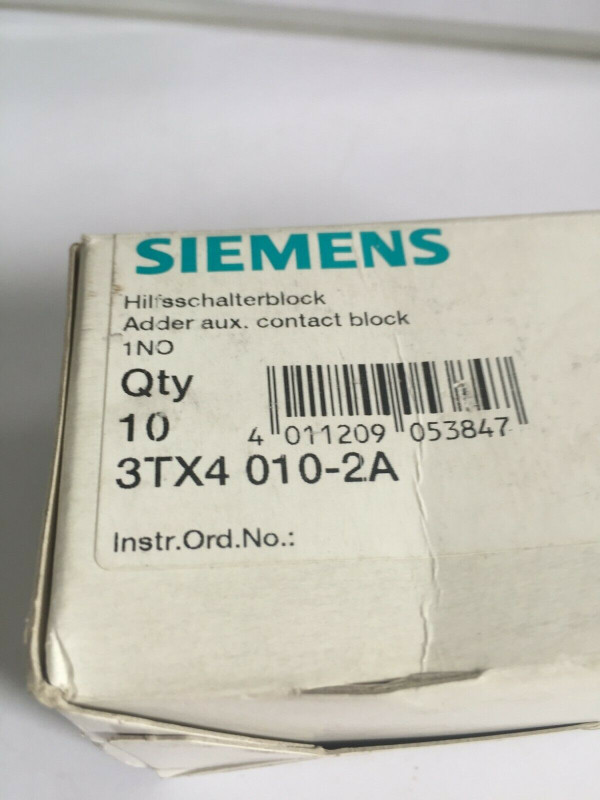 SIEMENS
Hilfsschalterblock
Adder aux. contact block
1NO
Qty
10
4 011209 053847
3TX4 010-2A
Instr.Ord.No.: